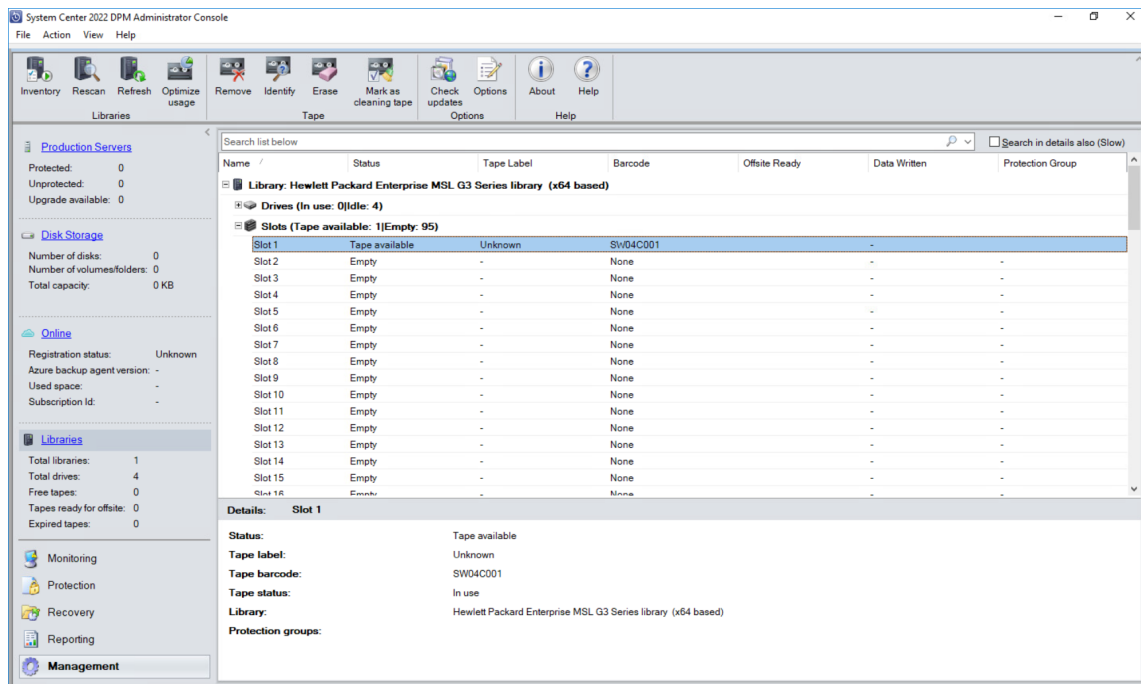 System Center 2022 DPM Administrator Console
File Action View Help
Inventory Rescan Refresh Optimize usage Remove Identify Erase Mark as cleaning tape Check updates Options About Help
Libraries Tape Options Help
Production Servers
Protected: 0
Unprotected: 0
Upgrade available: 0
Disk Storage
Number of disks: 0
Number of volumes/folders: 0
Total capacity: 0 KB
Online
Registration status: Unknown
Azure backup agent version: -
Used space: -
Subscription Id: -
Libraries
Total libraries: 1
Total drives: 4
Free tapes: 0
Tapes ready for offsite: 0
Expired tapes: 0
Monitoring
Protection
Recovery
Reporting
Management
Search list below Search in details also (Slow)
Name / Status Tape Label Barcode Offsite Ready Data Written Protection Group
Library: Hewlett Packard Enterprise MSL G3 Series library (x64 based)
Drives (In use: 0|Idle: 4)
Slots (Tape available: 1|Empty: 95)
Slot 1 Tape available Unknown SW04C001 -
Slot 2 Empty - None - -
Slot 3 Empty - None - -
Slot 4 Empty - None - -
Slot 5 Empty - None - -
Slot 6 Empty - None - -
Slot 7 Empty - None - -
Slot 8 Empty - None - -
Slot 9 Empty - None - -
Slot 10 Empty - None - -
Slot 11 Empty - None - -
Slot 12 Empty - None - -
Slot 13 Empty - None - -
Slot 14 Empty - None - -
Slot 15 Empty - None - -
Slot 16 Empty None
Details: Slot 1
Status: Tape available
Tape label: Unknown
Tape barcode: SW04C001
Tape status: In use
Library: Hewlett Packard Enterprise MSL G3 Series library (x64 based)
Protection groups: